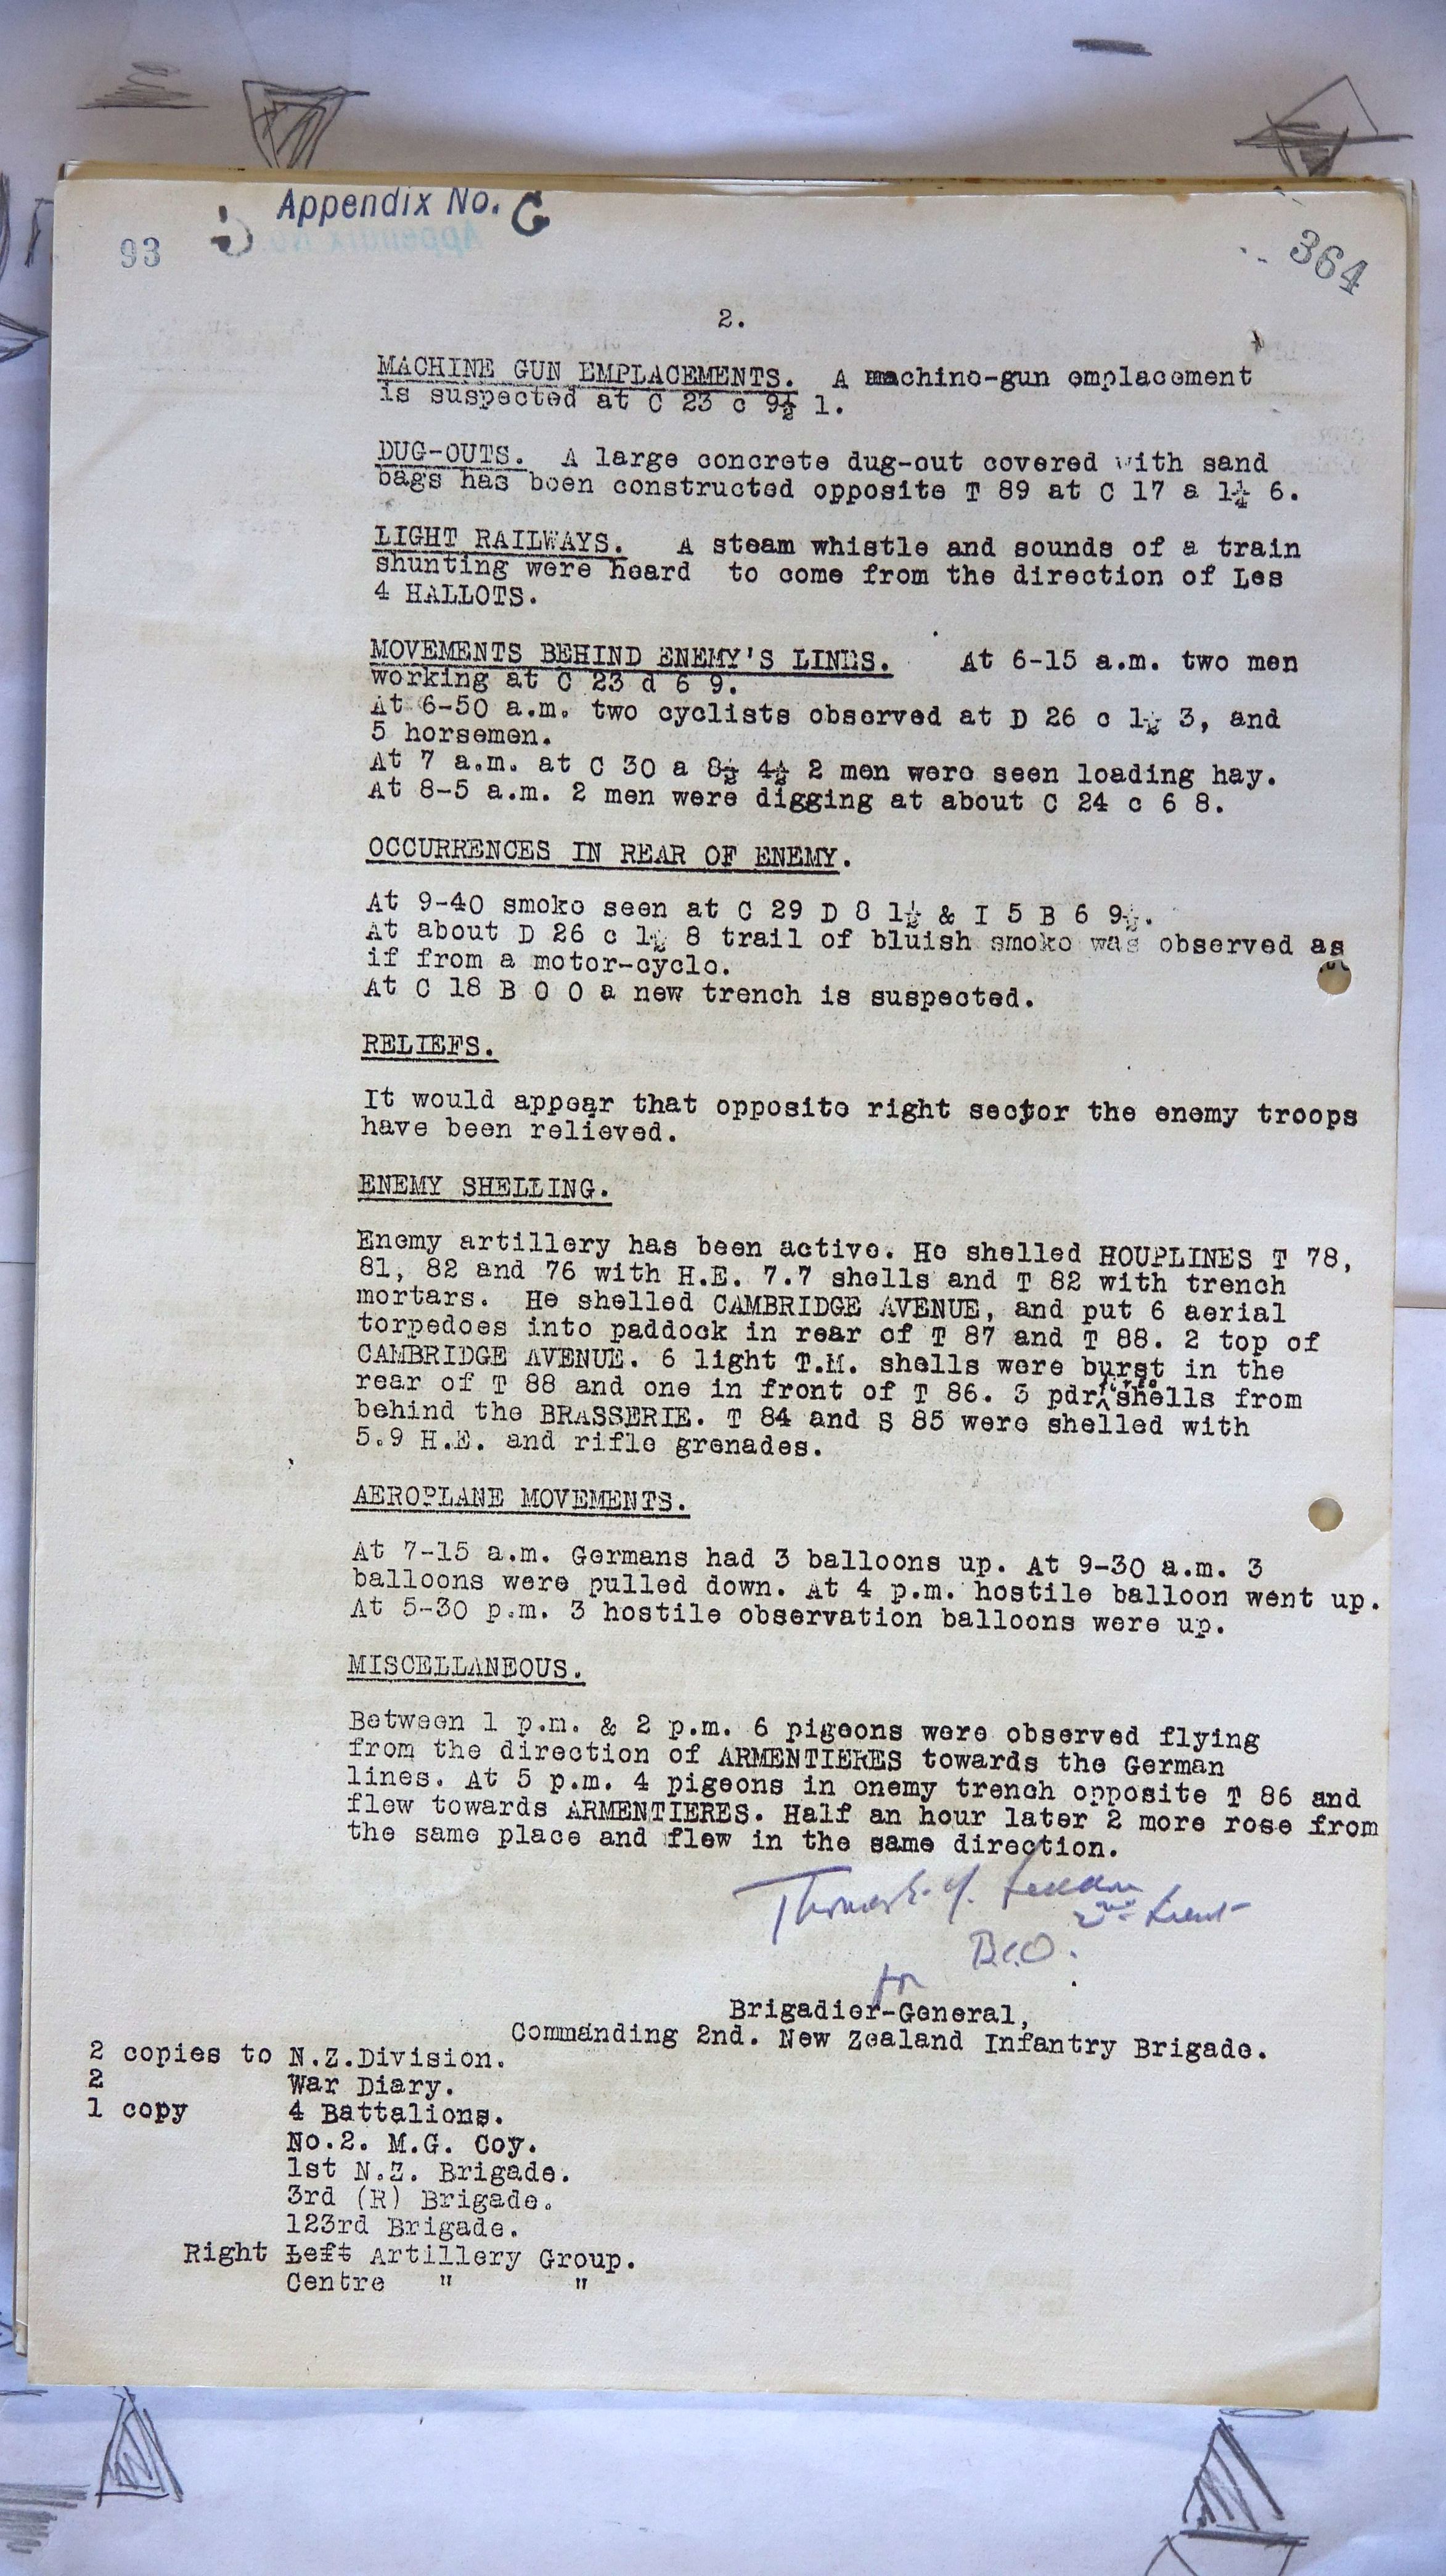 Appendix No. G
93
364
2.
MACHINE GUN EMPLACEMENTS. A machine-gun emplacement
is suspected at C 23 c 9½ 1.
DUG-OUTS. A large concrete dug-out covered with sand
bags has been constructed opposite T 89 at C 17 a 1¼ 6.
LIGHT RAILWAYS. A steam whistle and sounds of a train
shunting were heard to come from the direction of Les
4 HALLOTS.
MOVEMENTS BEHIND ENEMY'S LINES. At 6-15 a.m. two men
working at C 23 d 6 9.
At 6-50 a.m. two cyclists observed at D 26 c 1½ 3, and
5 horsemen.
At 7 a.m. at C 30 a 8½ 4½ 2 men were seen loading hay.
At 8-5 a.m. 2 men were digging at about C 24 c 6 8.
OCCURRENCES IN REAR OF ENEMY.
At 9-40 smoke seen at C 29 D 8 1½ & I 5 B 6 9½.
At about D 26 c 1½ 8 trail of bluish smoke was observed as
if from a motor-cycle.
At C 18 B 0 0 a new trench is suspected.
RELIEFS.
It would appear that opposite right sector the enemy troops
have been relieved.
ENEMY SHELLING.
Enemy artillery has been active. He shelled HOUPLINES T 78,
81, 82 and 76 with H.E. 7.7 shells and T 82 with trench
mortars. He shelled CAMBRIDGE AVENUE, and put 6 aerial
torpedoes into paddock in rear of T 87 and T 88. 2 top of
CAMBRIDGE AVENUE. 6 light T.M. shells were burst in the
rear of T 88 and one in front of T 86. 3 pdr shells from
behind the BRASSERIE. T 84 and S 85 were shelled with
5.9 H.E. and rifle grenades.
AEROPLANE MOVEMENTS.
At 7-15 a.m. Germans had 3 balloons up. At 9-30 a.m. 3
balloons were pulled down. At 4 p.m. hostile balloon went up.
At 5-30 p.m. 3 hostile observation balloons were up.
MISCELLANEOUS.
Between 1 p.m. & 2 p.m. 6 pigeons were observed flying
from the direction of ARMENTIERES towards the German
lines. At 5 p.m. 4 pigeons in enemy trench opposite T 86 and
flew towards ARMENTIERES. Half an hour later 2 more rose from
the same place and flew in the same direction.
2nd Lieut
for
Brigadier-General,
Commanding 2nd. New Zealand Infantry Brigade.
2 copies to N.Z.Division.
2 War Diary.
1 copy 4 Battalions.
No.2. M.G. Coy.
1st N.Z. Brigade.
3rd (R) Brigade.
123rd Brigade.
Right Left Artillery Group.
Centre " "